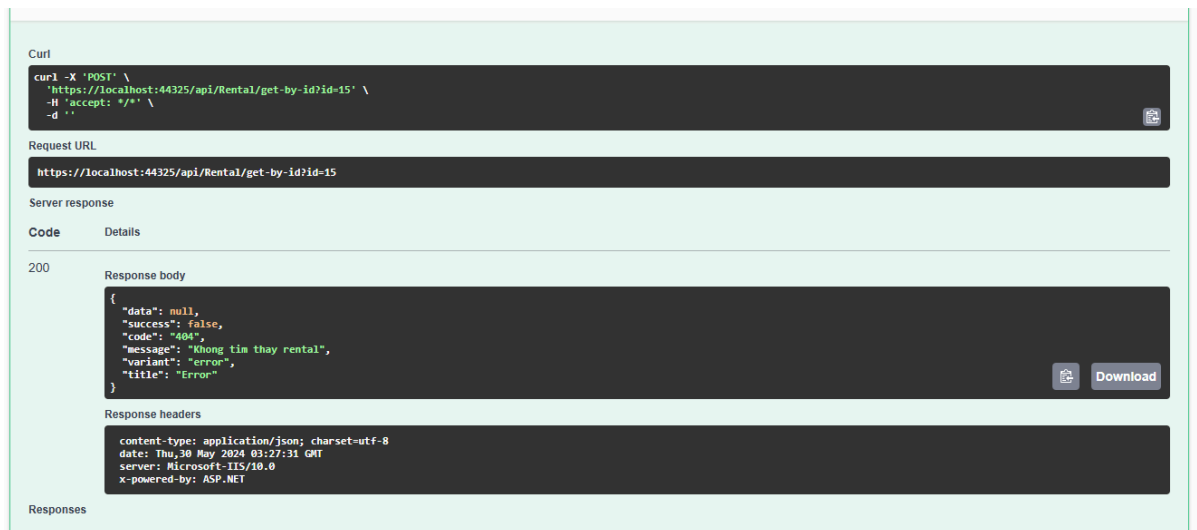 Curl
curl -X 'POST' \
'https://localhost:44325/api/Rental/get-by-id?id=15' \
-H 'accept: */*' \
-d ''
Request URL
https://localhost:44325/api/Rental/get-by-id?id=15
Server response
Code Details
200
Response body
{
"data": null,
"success": false,
"code": "404",
"message": "Khong tim thay rental",
"variant": "error",
"title": "Error"
}
Download
Response headers
content-type: application/json; charset=utf-8
date: Thu,30 May 2024 03:27:31 GMT
server: Microsoft-IIS/10.0
x-powered-by: ASP.NET
Responses